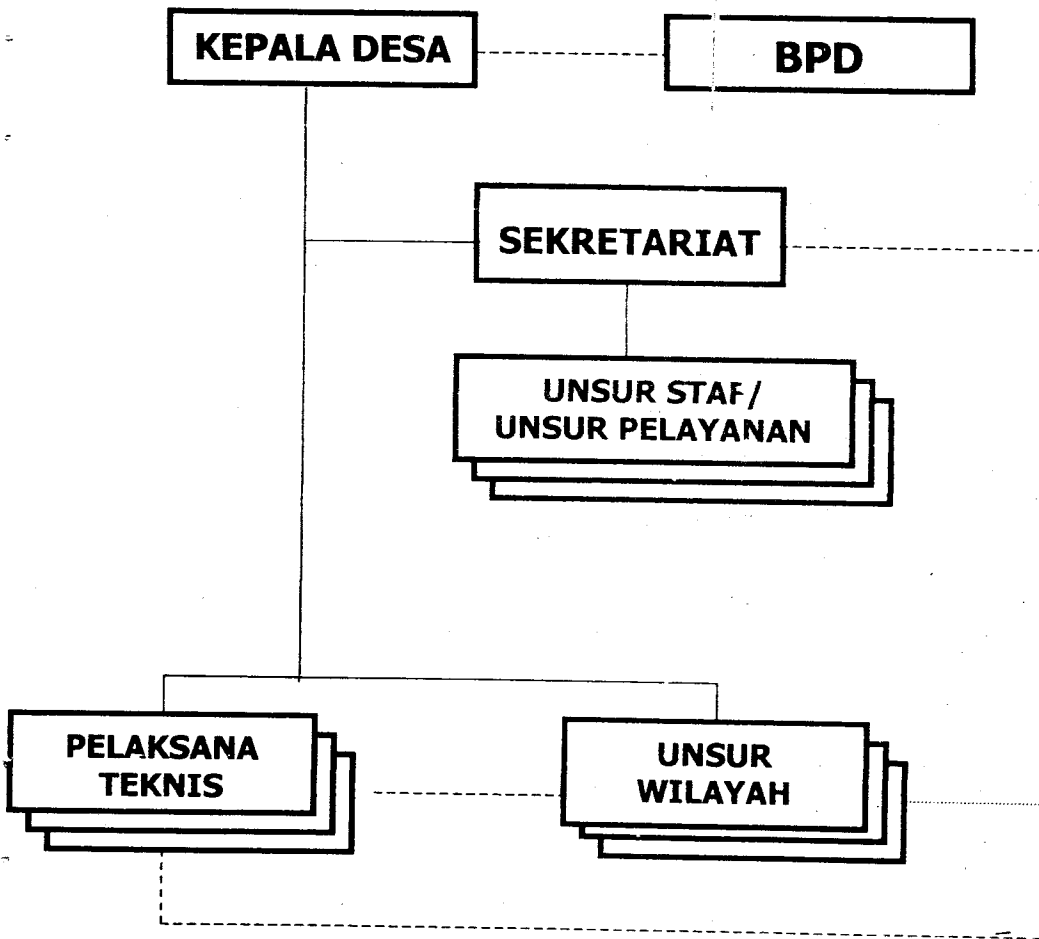 KEPALA DESA
BPD
SEKRETARIAT
UNSUR STAF/
UNSUR PELAYANAN
PELAKSANA
TEKNIS
UNSUR
WILAYAH